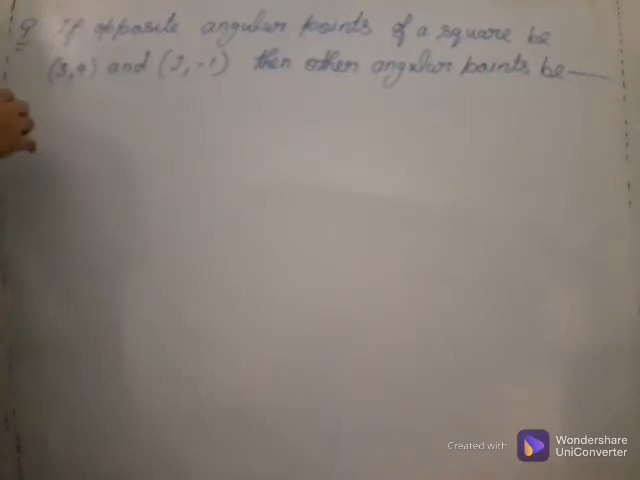 Q If opposite angular points of a square be
(3,4) and ( , -1) then other angular points be
Created with Wondershare
UniConverter